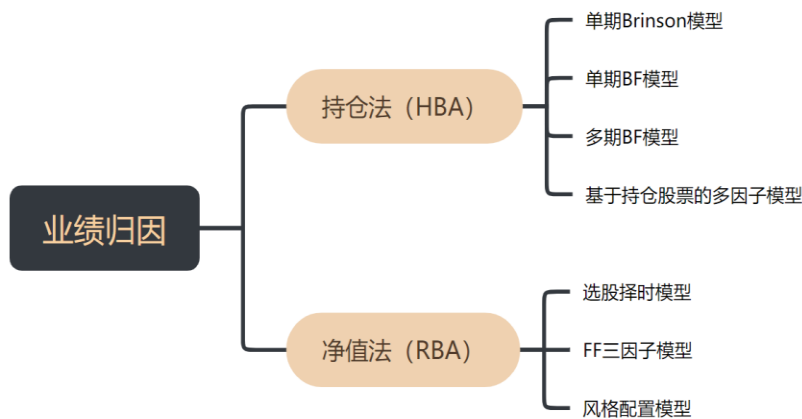 业绩归因
持仓法（HBA）
单期Brinson模型
单期BF模型
多期BF模型
基于持仓股票的多因子模型
净值法（RBA）
选股择时模型
FF三因子模型
风格配置模型